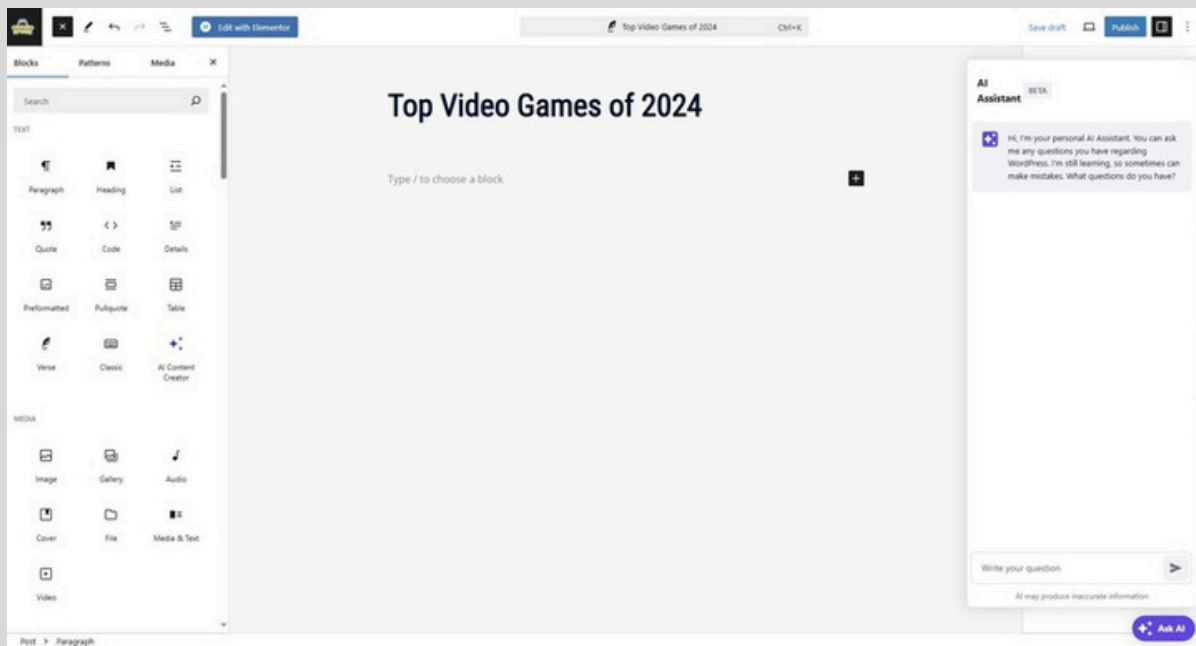 Edit with Elementor
Top Video Games of 2024
Ctrl+K
Save draft
Publish
Blocks
Patterns
Media
Search
TEXT
Paragraph
Heading
List
Quote
Code
Details
Preformatted
Pullquote
Table
Verse
Classic
AI Content
Creator
MEDIA
Image
Gallery
Audio
Cover
File
Media & Text
Video
Post > Paragraph
Top Video Games of 2024
Type / to choose a block
AI
Assistant
BETA
Hi, I'm your personal AI Assistant. You can ask
me any questions you have regarding
WordPress. I'm still learning, so sometimes can
make mistakes. What questions do you have?
Write your question
AI may produce inaccurate information
Ask AI